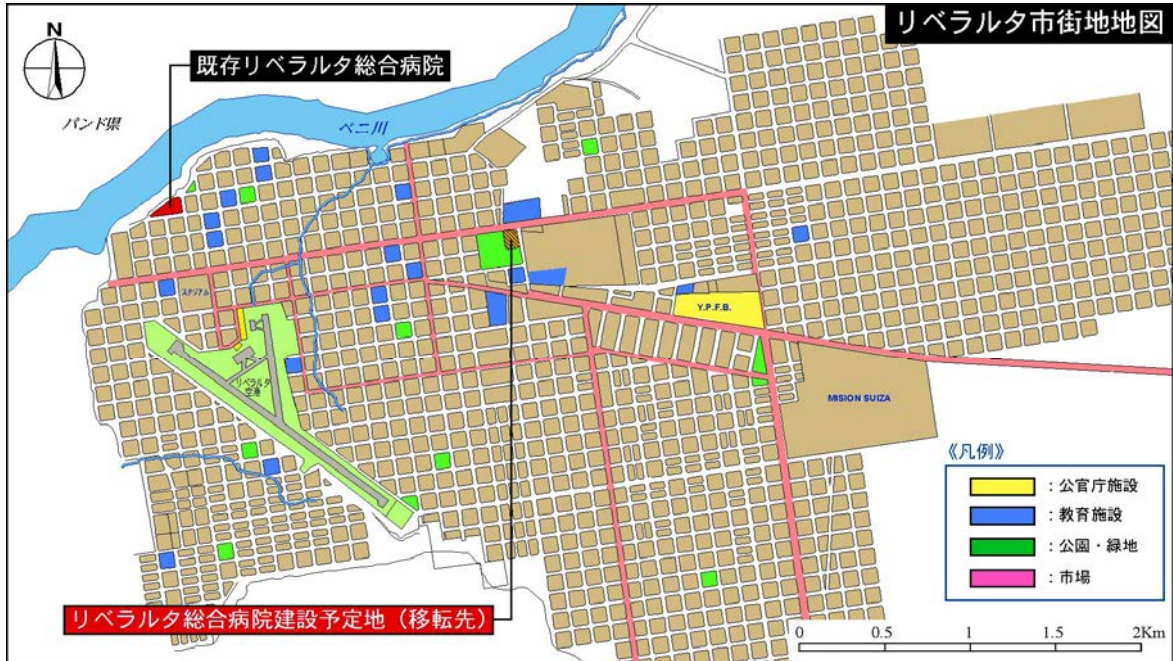 リベラルタ市街地地図
N
既存リベラルタ総合病院
パンド県
ベニ川
スタジアム
Y.P.F.B.
リベラルタ
空港
MISION SUIZA
《凡例》
：公官庁施設
：教育施設
：公園・緑地
：市場
リベラルタ総合病院建設予定地（移転先）
0 0.5 1 1.5 2Km